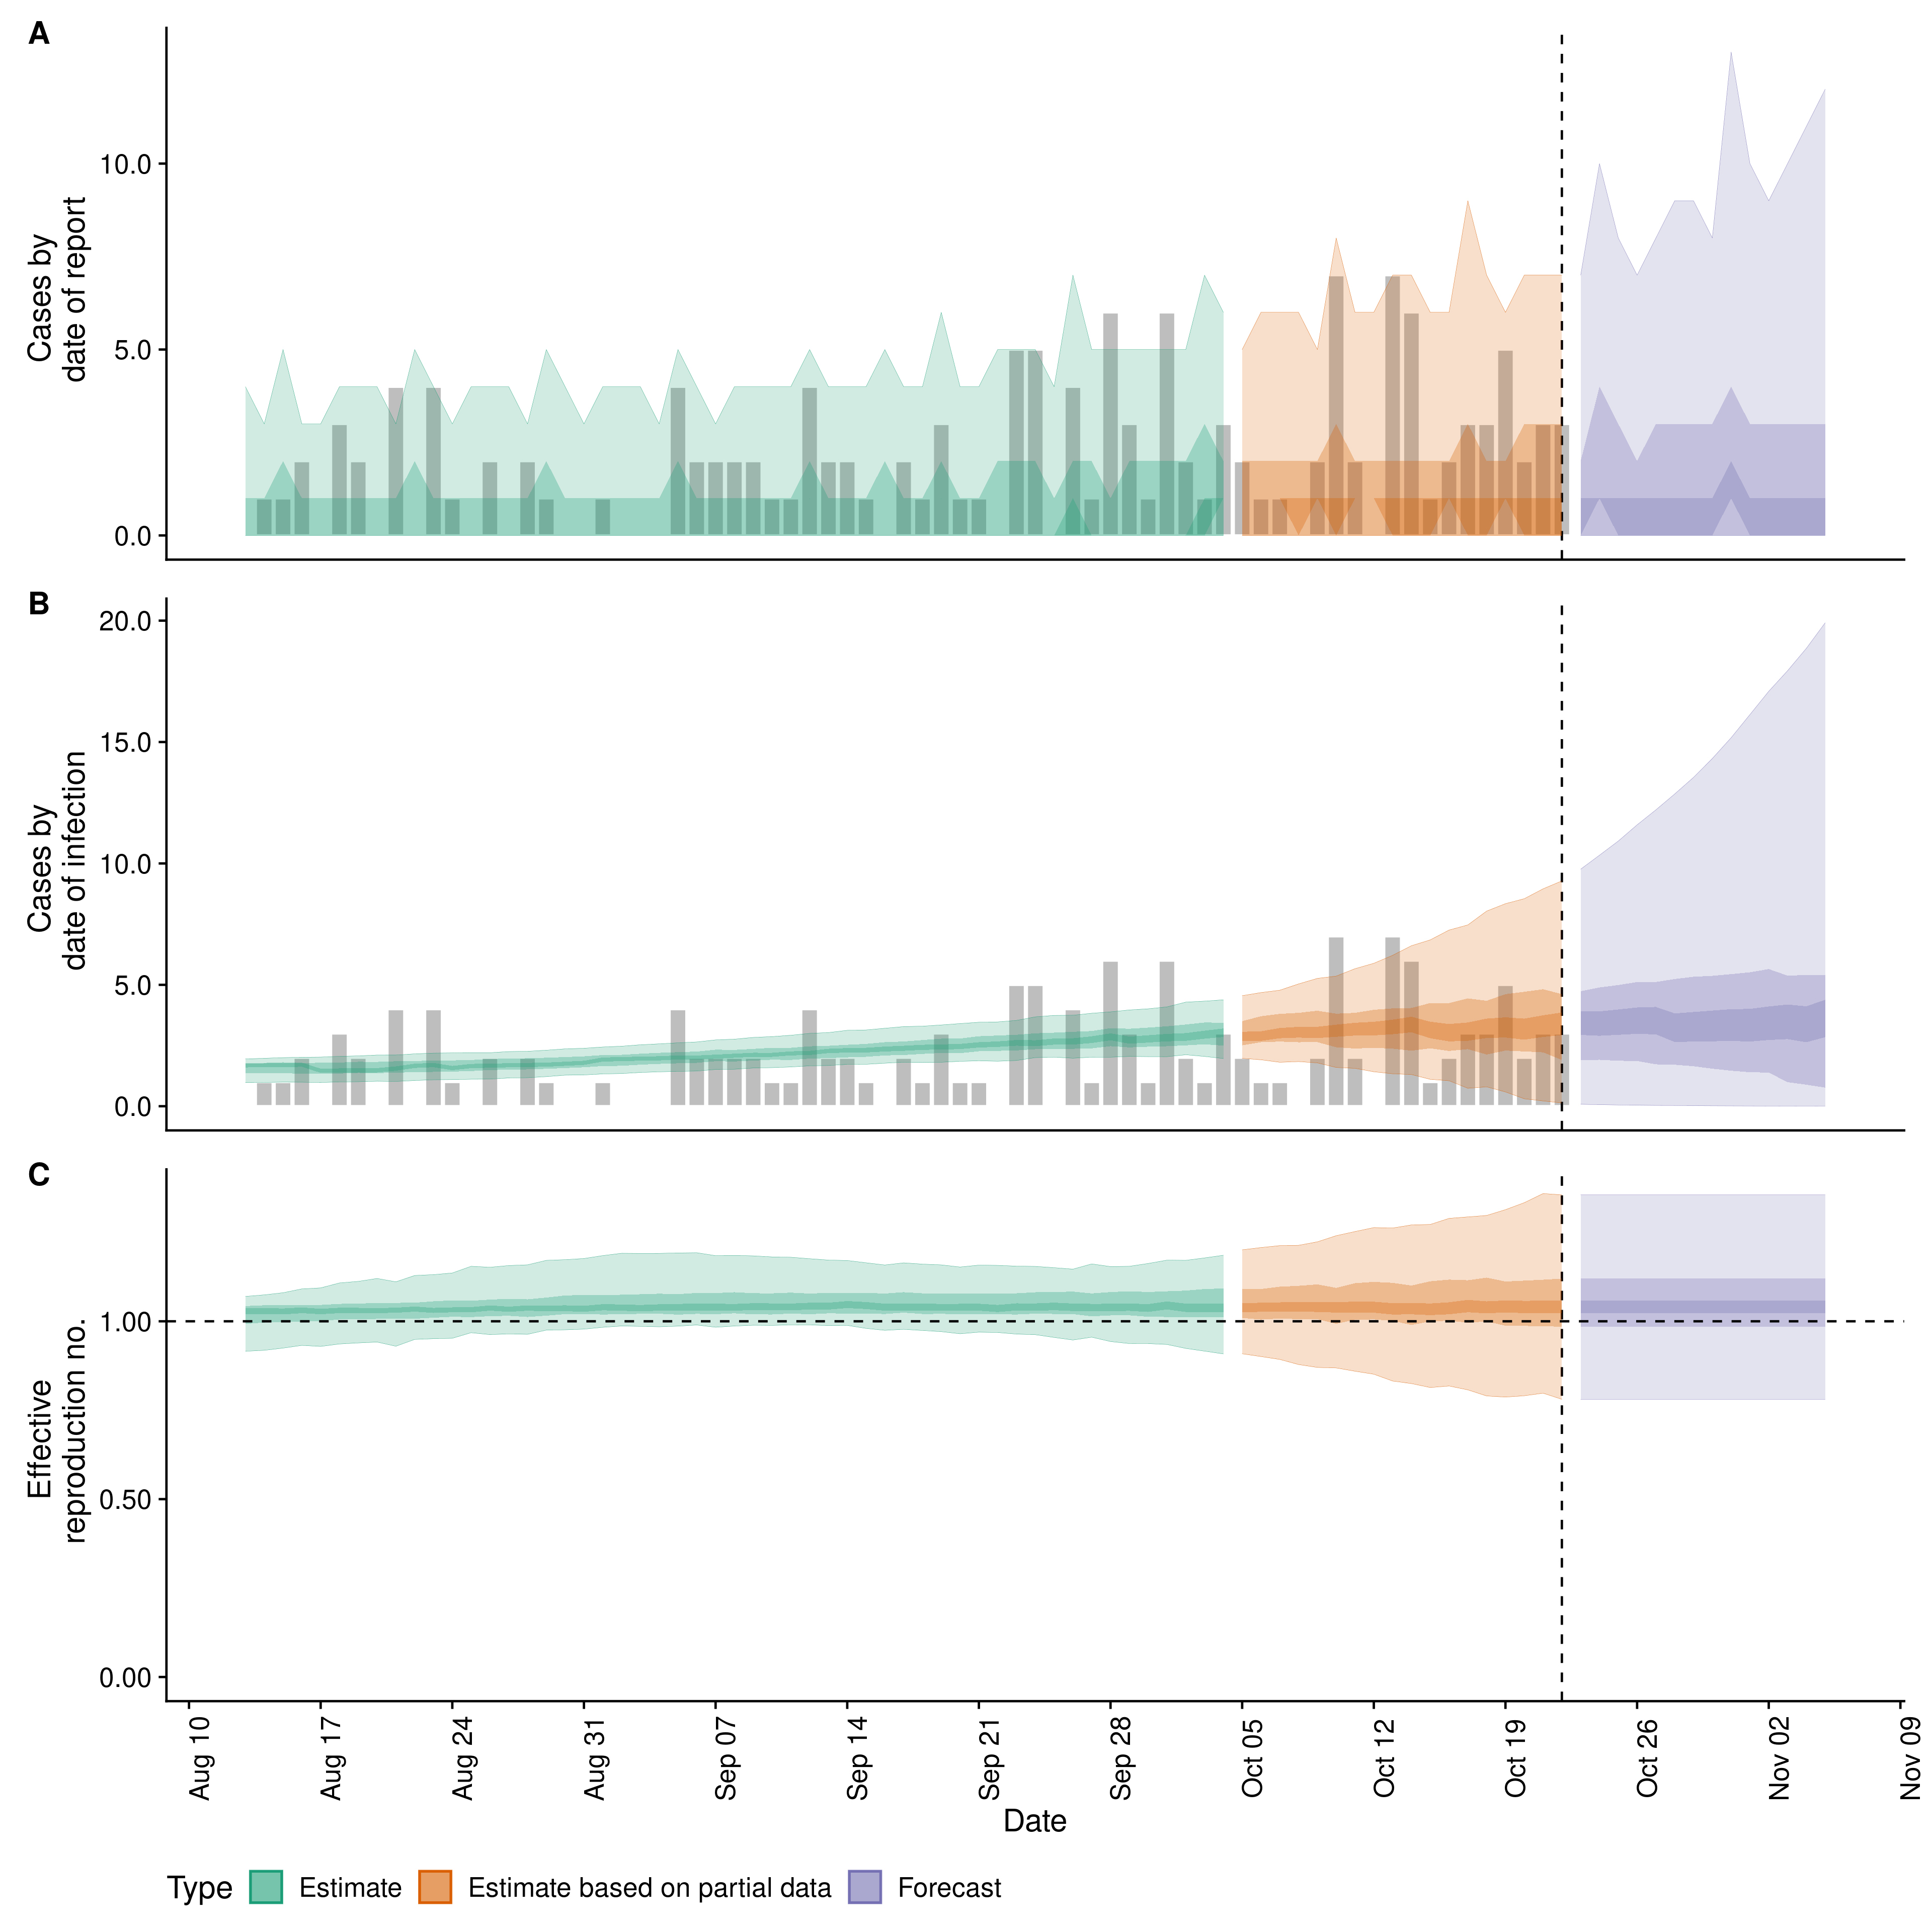 A
Cases by
date of report
10.0
5.0
0.0
B
Cases by
date of infection
20.0
15.0
10.0
5.0
0.0
C
Effective
reproduction no.
1.00
0.50
0.00
Aug 10
Aug 17
Aug 24
Aug 31
Sep 07
Sep 14
Sep 21
Sep 28
Oct 05
Oct 12
Oct 19
Oct 26
Nov 02
Nov 09
Date
Type Estimate Estimate based on partial data Forecast